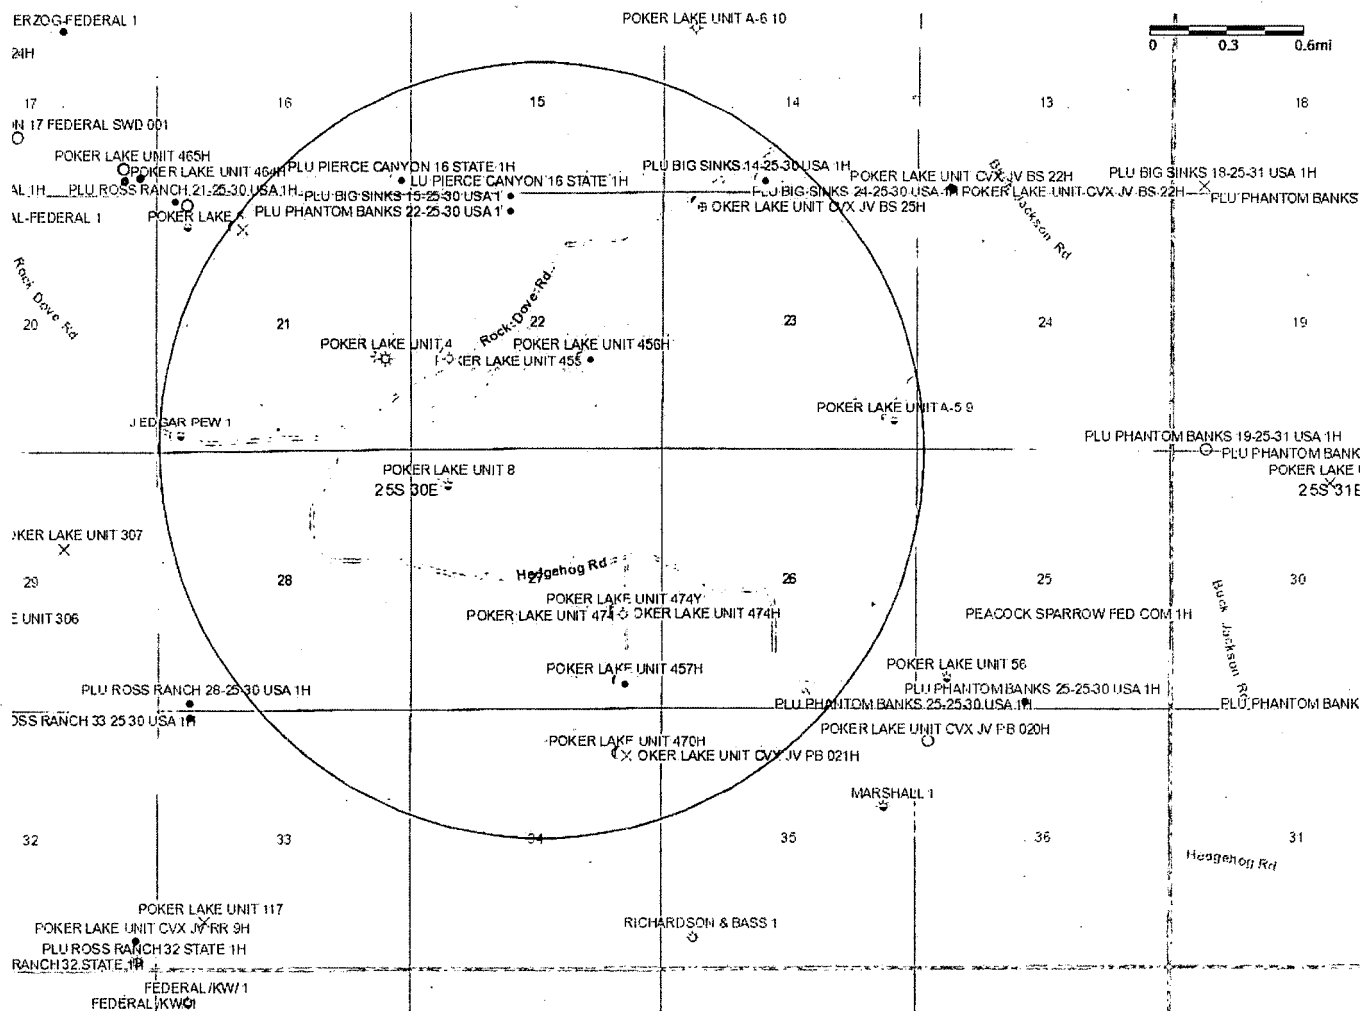 ERZOG-FEDERAL 1
POKER LAKE UNIT A-6 10
0 0.3 0.6mi
24H
17 16 15 14 13 18
17 FEDERAL SWD 001
POKER LAKE UNIT 465H
POKER LAKE UNIT 464H
PLU PIERCE CANYON 16 STATE 1H
LU PIERCE CANYON 16 STATE 1H
PLU BIG SINKS 14-25-30 USA 1H
POKER LAKE UNIT CVX JV BS 22H
PLU BIG SINKS 18-25-31 USA 1H
AL 1H
PLU ROSS RANCH 21-25-30 USA 1H
PLU BIG SINKS 15-25-30 USA 1
PLU BIG SINKS 24-25-30 USA 1H
POKER LAKE UNIT CVX JV BS 22H
PLU PHANTOM BANKS
AL-FEDERAL 1
POKER LAKE
PLU PHANTOM BANKS 22-25-30 USA 1
OKER LAKE UNIT CVX JV BS 25H
Jackson Rd
Rock Dove Rd
Rock Dove Rd
20 21 22 23 24 19
POKER LAKE UNIT 4
POKER LAKE UNIT 456H
KER LAKE UNIT 455
POKER LAKE UNIT A-5 9
J EDGAR PEW 1
PLU PHANTOM BANKS 19-25-31 USA 1H
PLU PHANTOM BANK
POKER LAKE UNIT 8
POKER LAKE
25S 30E
25S 31E
OKER LAKE UNIT 307
Hedgehog Rd
29 28 27 26 25 30
POKER LAKE UNIT 474Y
E UNIT 306
POKER LAKE UNIT 474
OKER LAKE UNIT 474H
PEACOCK SPARROW FED COM 1H
Buck Jackson Rd
POKER LAKE UNIT 457H
POKER LAKE UNIT 56
PLU ROSS RANCH 28-25-30 USA 1H
PLU PHANTOM BANKS 25-25-30 USA 1H
PLU PHANTOM BANKS 25-25-30 USA 1H
PLU PHANTOM BANK
OSS RANCH 33 25 30 USA 1H
POKER LAKE UNIT CVX JV PB 020H
POKER LAKE UNIT 470H
OKER LAKE UNIT CVX JV PB 021H
MARSHALL 1
32 33 34 35 36 31
Hedgehog Rd
POKER LAKE UNIT 117
RICHARDSON & BASS 1
POKER LAKE UNIT CVX JV RR 9H
PLU ROSS RANCH 32 STATE 1H
RANCH 32 STATE 1H
FEDERAL /KW/ 1
FEDERAL /KW/